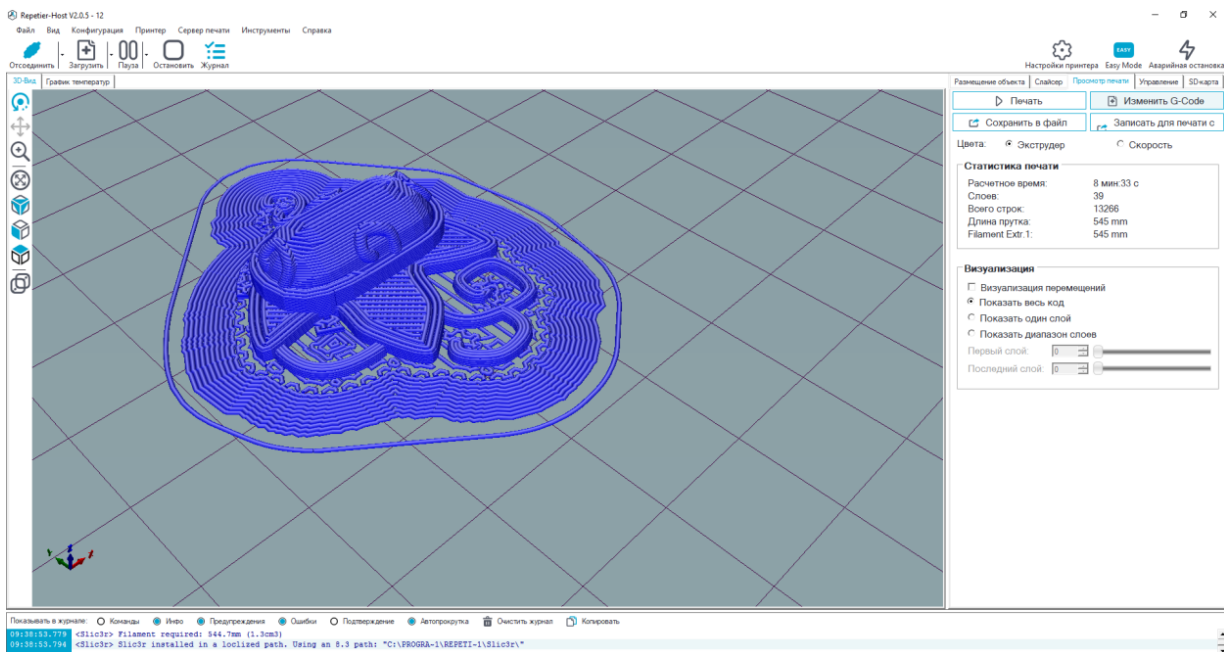 Repetier-Host V2.0.5 - 12
Файл Вид Конфигурация Принтер Сервер печати Инструменты Справка
Отсоединить Загрузить Пауза Остановить Журнал EASY Настройки принтера Easy Mode Аварийная остановка
3D-Вид График температур
Размещение объекта Слайсер Просмотр печати Управление SD-карта
Печать Изменить G-Code
Сохранить в файл Записать для печати с
Цвета: Экструдер Скорость
Статистика печати
Расчетное время: 8 мин:33 с
Слоев: 39
Всего строк: 13266
Длина прутка: 545 mm
Filament Extr.1: 545 mm
Визуализация
Визуализация перемещений
Показать весь код
Показать один слой
Показать диапазон слоев
Первый слой: 0
Последний слой: 0
Показывать в журнале: Команды Инфо Предупреждения Ошибки Подтверждение Автопрокрутка Очистить журнал Копировать
09:38:53.779 <Slic3r> Filament required: 544.7mm (1.3cm3)
09:38:53.794 <Slic3r> Slic3r installed in a loclized path. Using an 8.3 path: "C:\PROGRA~1\REPETI~1\Slic3r\"